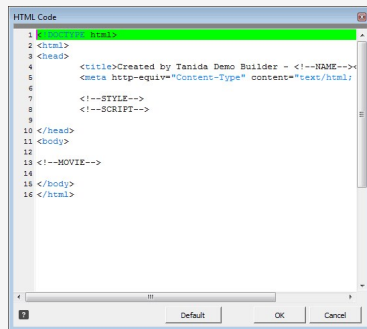 HTML Code
1 <!DOCTYPE html>
2 <html>
3 <head>
4 <title>Created by Tanida Demo Builder - <!--NAME--><
5 <meta http-equiv="Content-Type" content="text/html;
6
7 <!--STYLE-->
8 <!--SCRIPT-->
9
10 </head>
11 <body>
12
13 <!--MOVIE-->
14
15 </body>
16 </html>
? Default OK Cancel